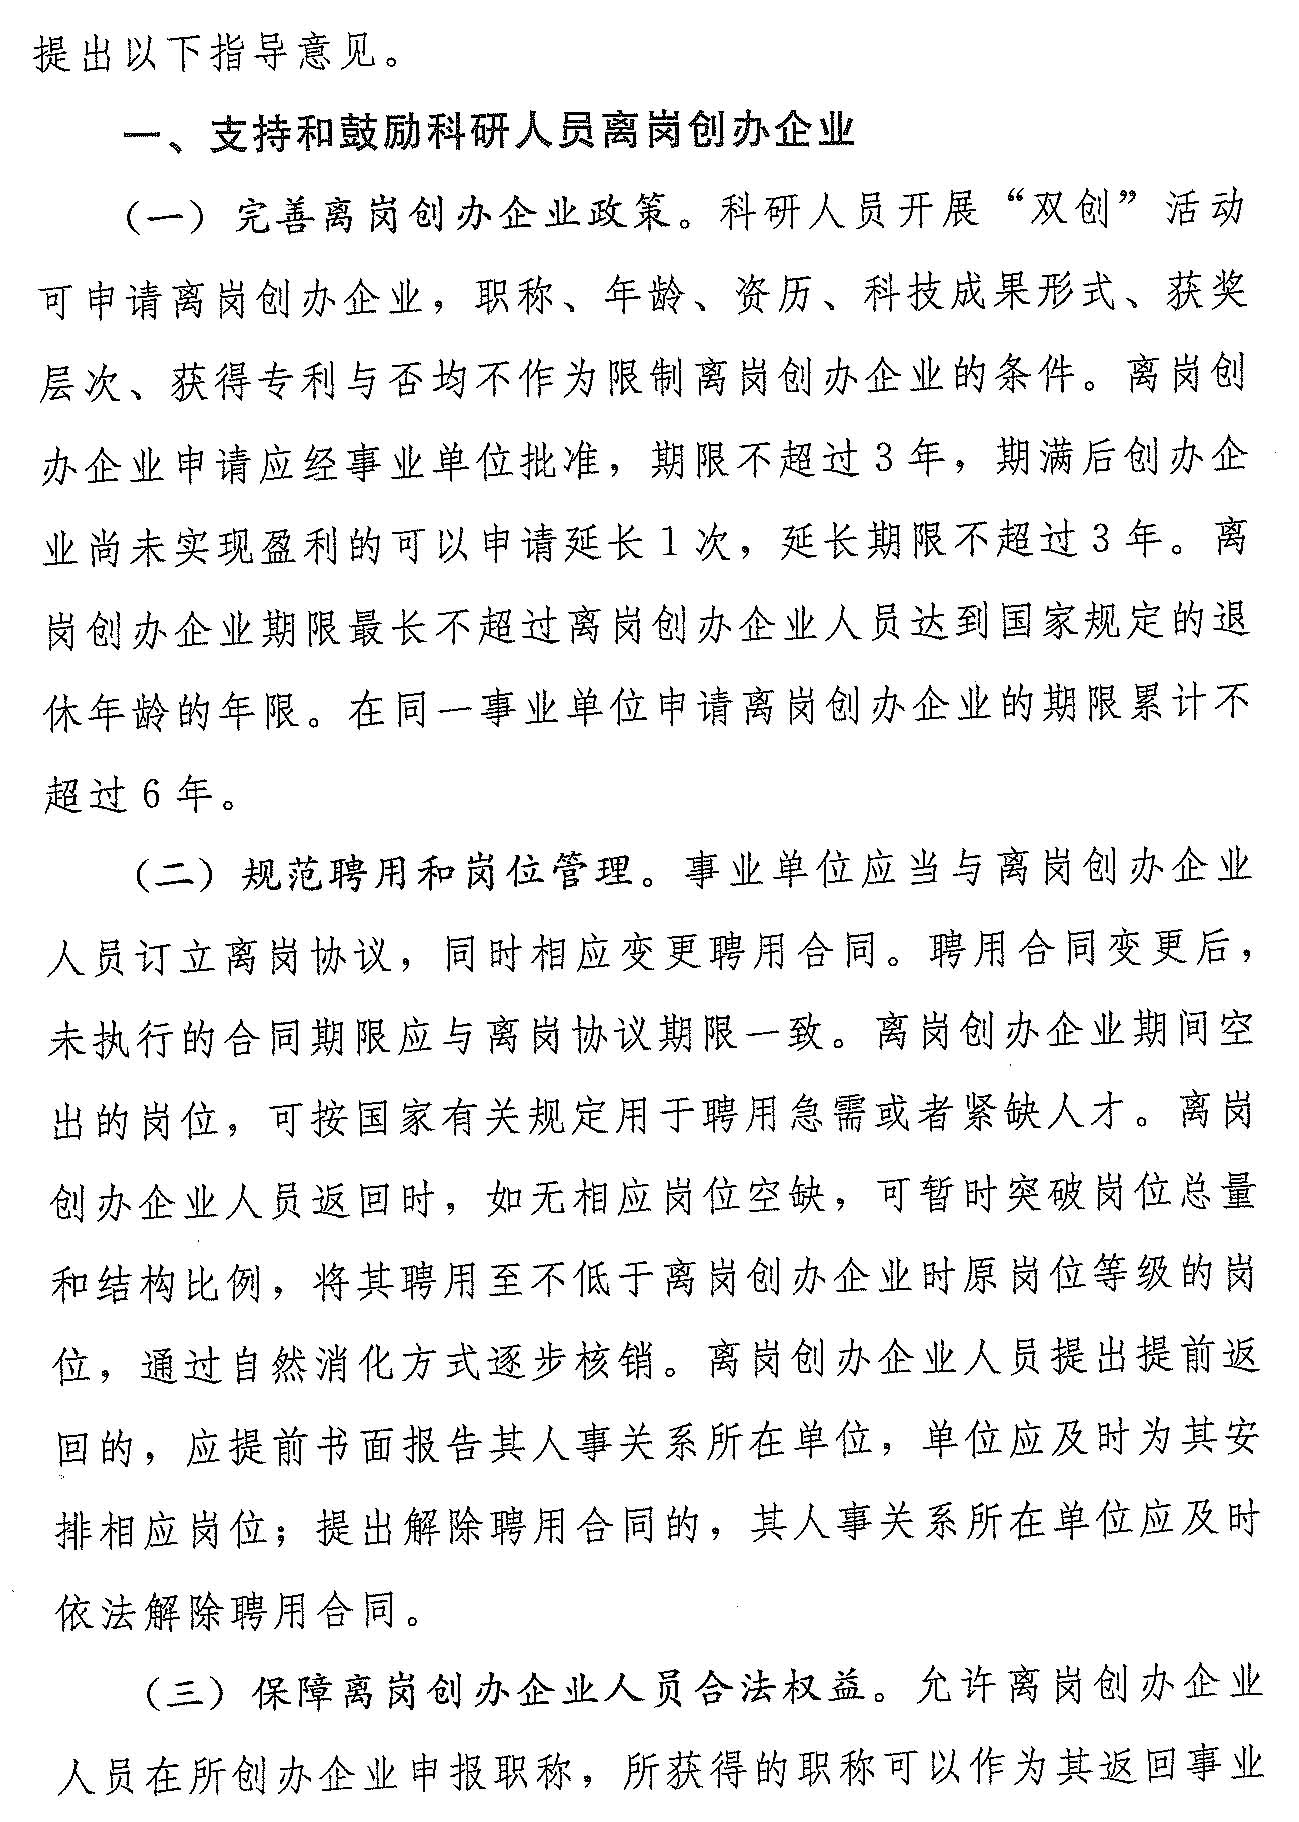 提出以下指导意见。
一、支持和鼓励科研人员离岗创办企业
（一）完善离岗创办企业政策。科研人员开展“双创”活动
可申请离岗创办企业，职称、年龄、资历、科技成果形式、获奖
层次、获得专利与否均不作为限制离岗创办企业的条件。离岗创
办企业申请应经事业单位批准，期限不超过3年，期满后创办企
业尚未实现盈利的可以申请延长1次，延长期限不超过3年。离
岗创办企业期限最长不超过离岗创办企业人员达到国家规定的退
休年龄的年限。在同一事业单位申请离岗创办企业的期限累计不
超过6年。
（二）规范聘用和岗位管理。事业单位应当与离岗创办企业
人员订立离岗协议，同时相应变更聘用合同。聘用合同变更后，
未执行的合同期限应与离岗协议期限一致。离岗创办企业期间空
出的岗位，可按国家有关规定用于聘用急需或者紧缺人才。离岗
创办企业人员返回时，如无相应岗位空缺，可暂时突破岗位总量
和结构比例，将其聘用至不低于离岗创办企业时原岗位等级的岗
位，通过自然消化方式逐步核销。离岗创办企业人员提出提前返
回的，应提前书面报告其人事关系所在单位，单位应及时为其安
排相应岗位；提出解除聘用合同的，其人事关系所在单位应及时
依法解除聘用合同。
（三）保障离岗创办企业人员合法权益。允许离岗创办企业
人员在所创办企业申报职称，所获得的职称可以作为其返回事业